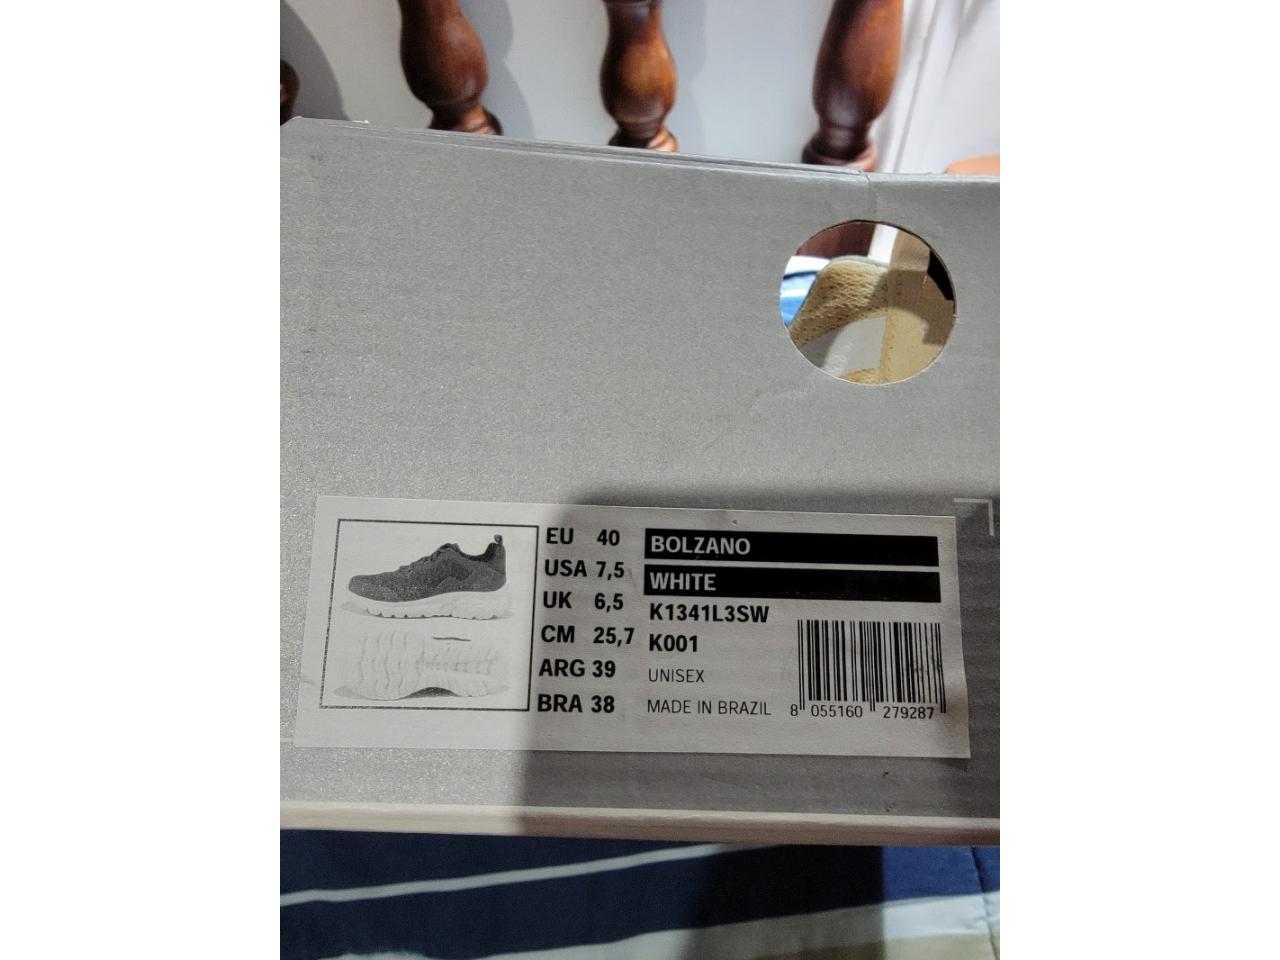 EU 40
USA 7,5
UK 6,5
CM 25,7
ARG 39
BRA 38
BOLZANO
WHITE
K1341L3SW
K001
UNISEX
MADE IN BRAZIL
8 055160 279287